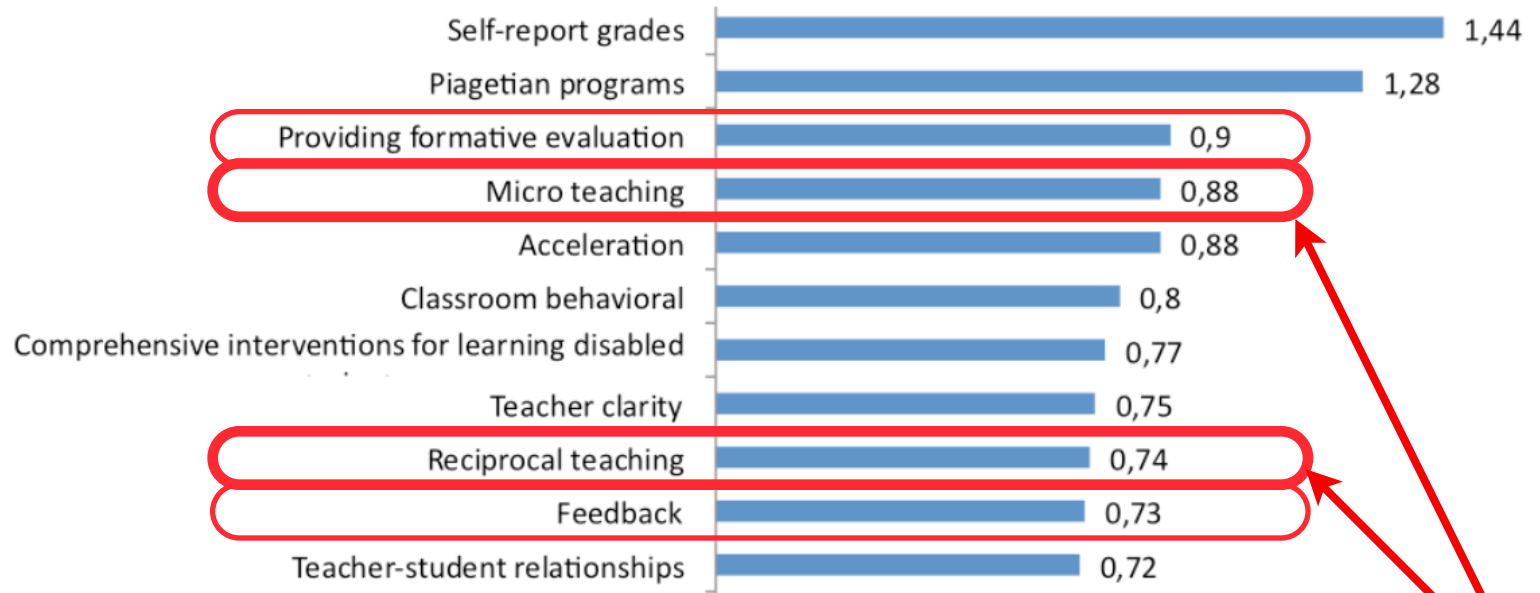 Self-report grades 1,44
Piagetian programs 1,28
Providing formative evaluation 0,9
Micro teaching 0,88
Acceleration 0,88
Classroom behavioral 0,8
Comprehensive interventions for learning disabled 0,77
Teacher clarity 0,75
Reciprocal teaching 0,74
Feedback 0,73
Teacher-student relationships 0,72